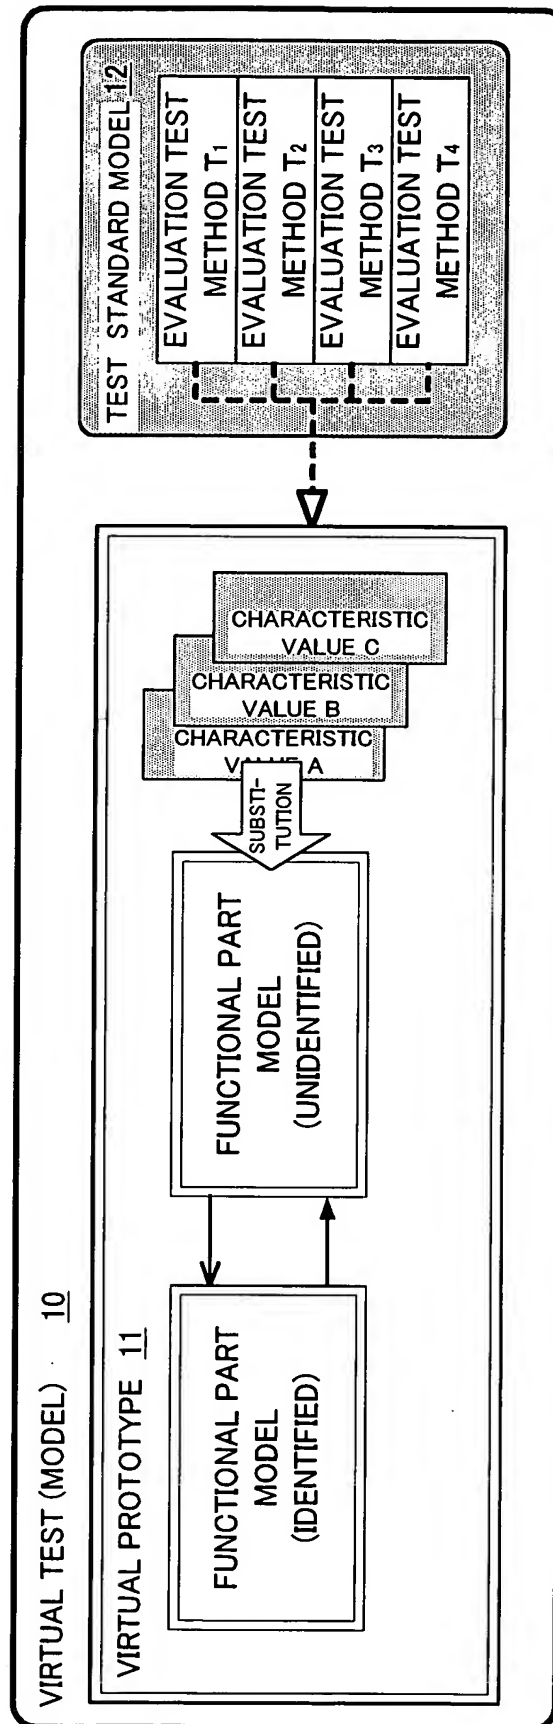 VIRTUAL TEST (MODEL) 10
VIRTUAL PROTOTYPE 11
FUNCTIONAL PART
MODEL
(IDENTIFIED)
FUNCTIONAL PART
MODEL
(UNIDENTIFIED)
SUBSTI-
TUTION
CHARACTERISTIC
VALUE A
CHARACTERISTIC
VALUE B
CHARACTERISTIC
VALUE C
TEST STANDARD MODEL 12
EVALUATION TEST
METHOD T1
EVALUATION TEST
METHOD T2
EVALUATION TEST
METHOD T3
EVALUATION TEST
METHOD T4